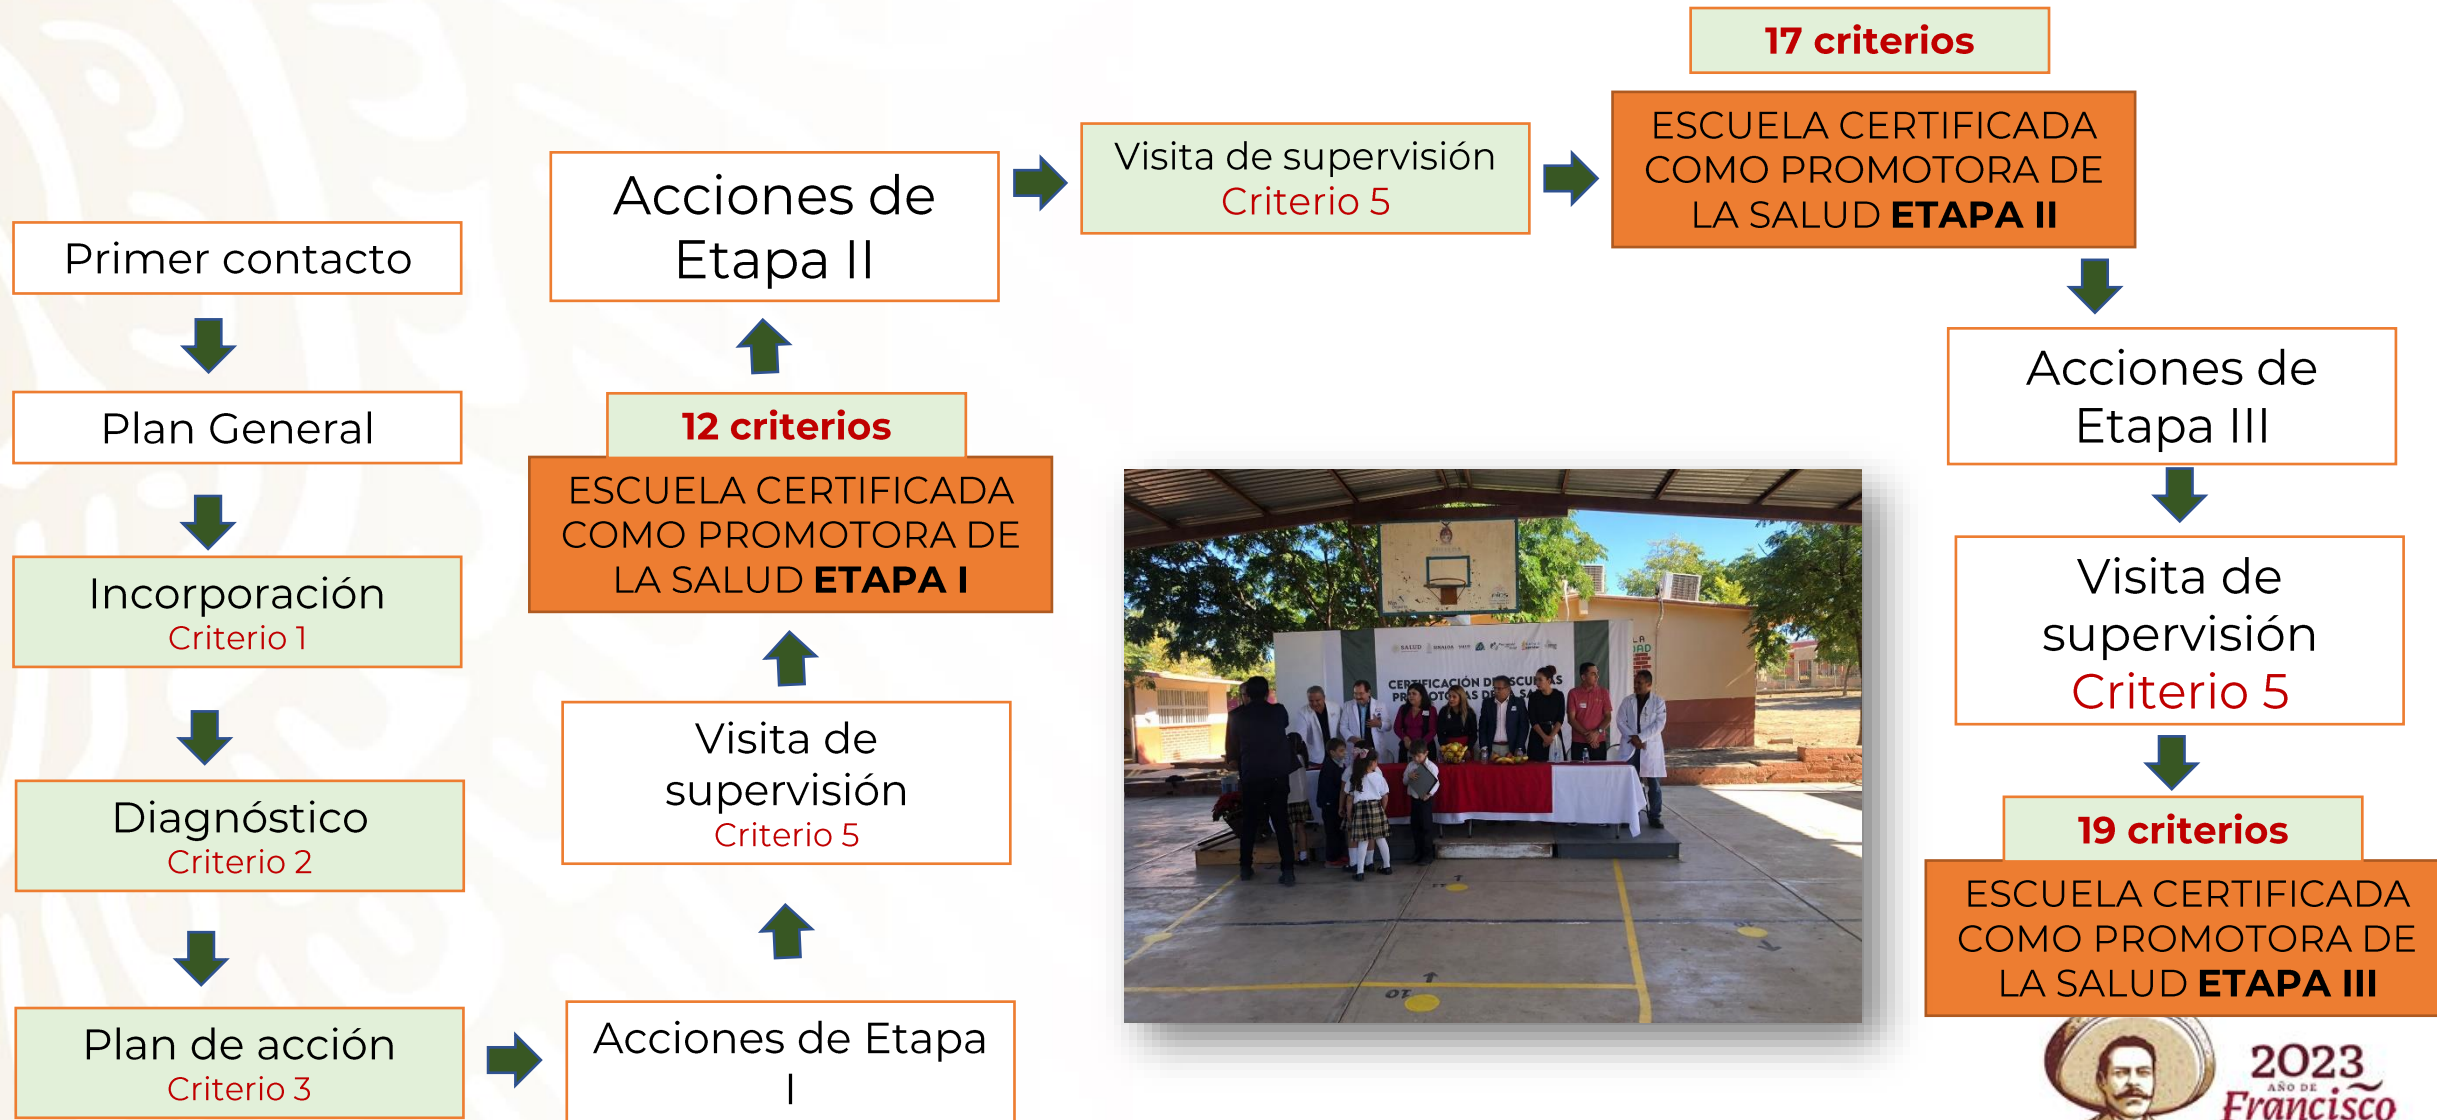 Primer contacto
Plan General
Incorporación
Criterio 1
Diagnóstico
Criterio 2
Plan de acción
Criterio 3
Acciones de Etapa
I
Visita de
supervisión
Criterio 5
12 criterios
ESCUELA CERTIFICADA
COMO PROMOTORA DE
LA SALUD ETAPA I
Acciones de
Etapa II
Visita de supervisión
Criterio 5
17 criterios
ESCUELA CERTIFICADA
COMO PROMOTORA DE
LA SALUD ETAPA II
Acciones de
Etapa III
Visita de
supervisión
Criterio 5
19 criterios
ESCUELA CERTIFICADA
COMO PROMOTORA DE
LA SALUD ETAPA III
SALUD
SINALOA
CERTIFICACIÓN
10
2023
AÑO DE
Francisco